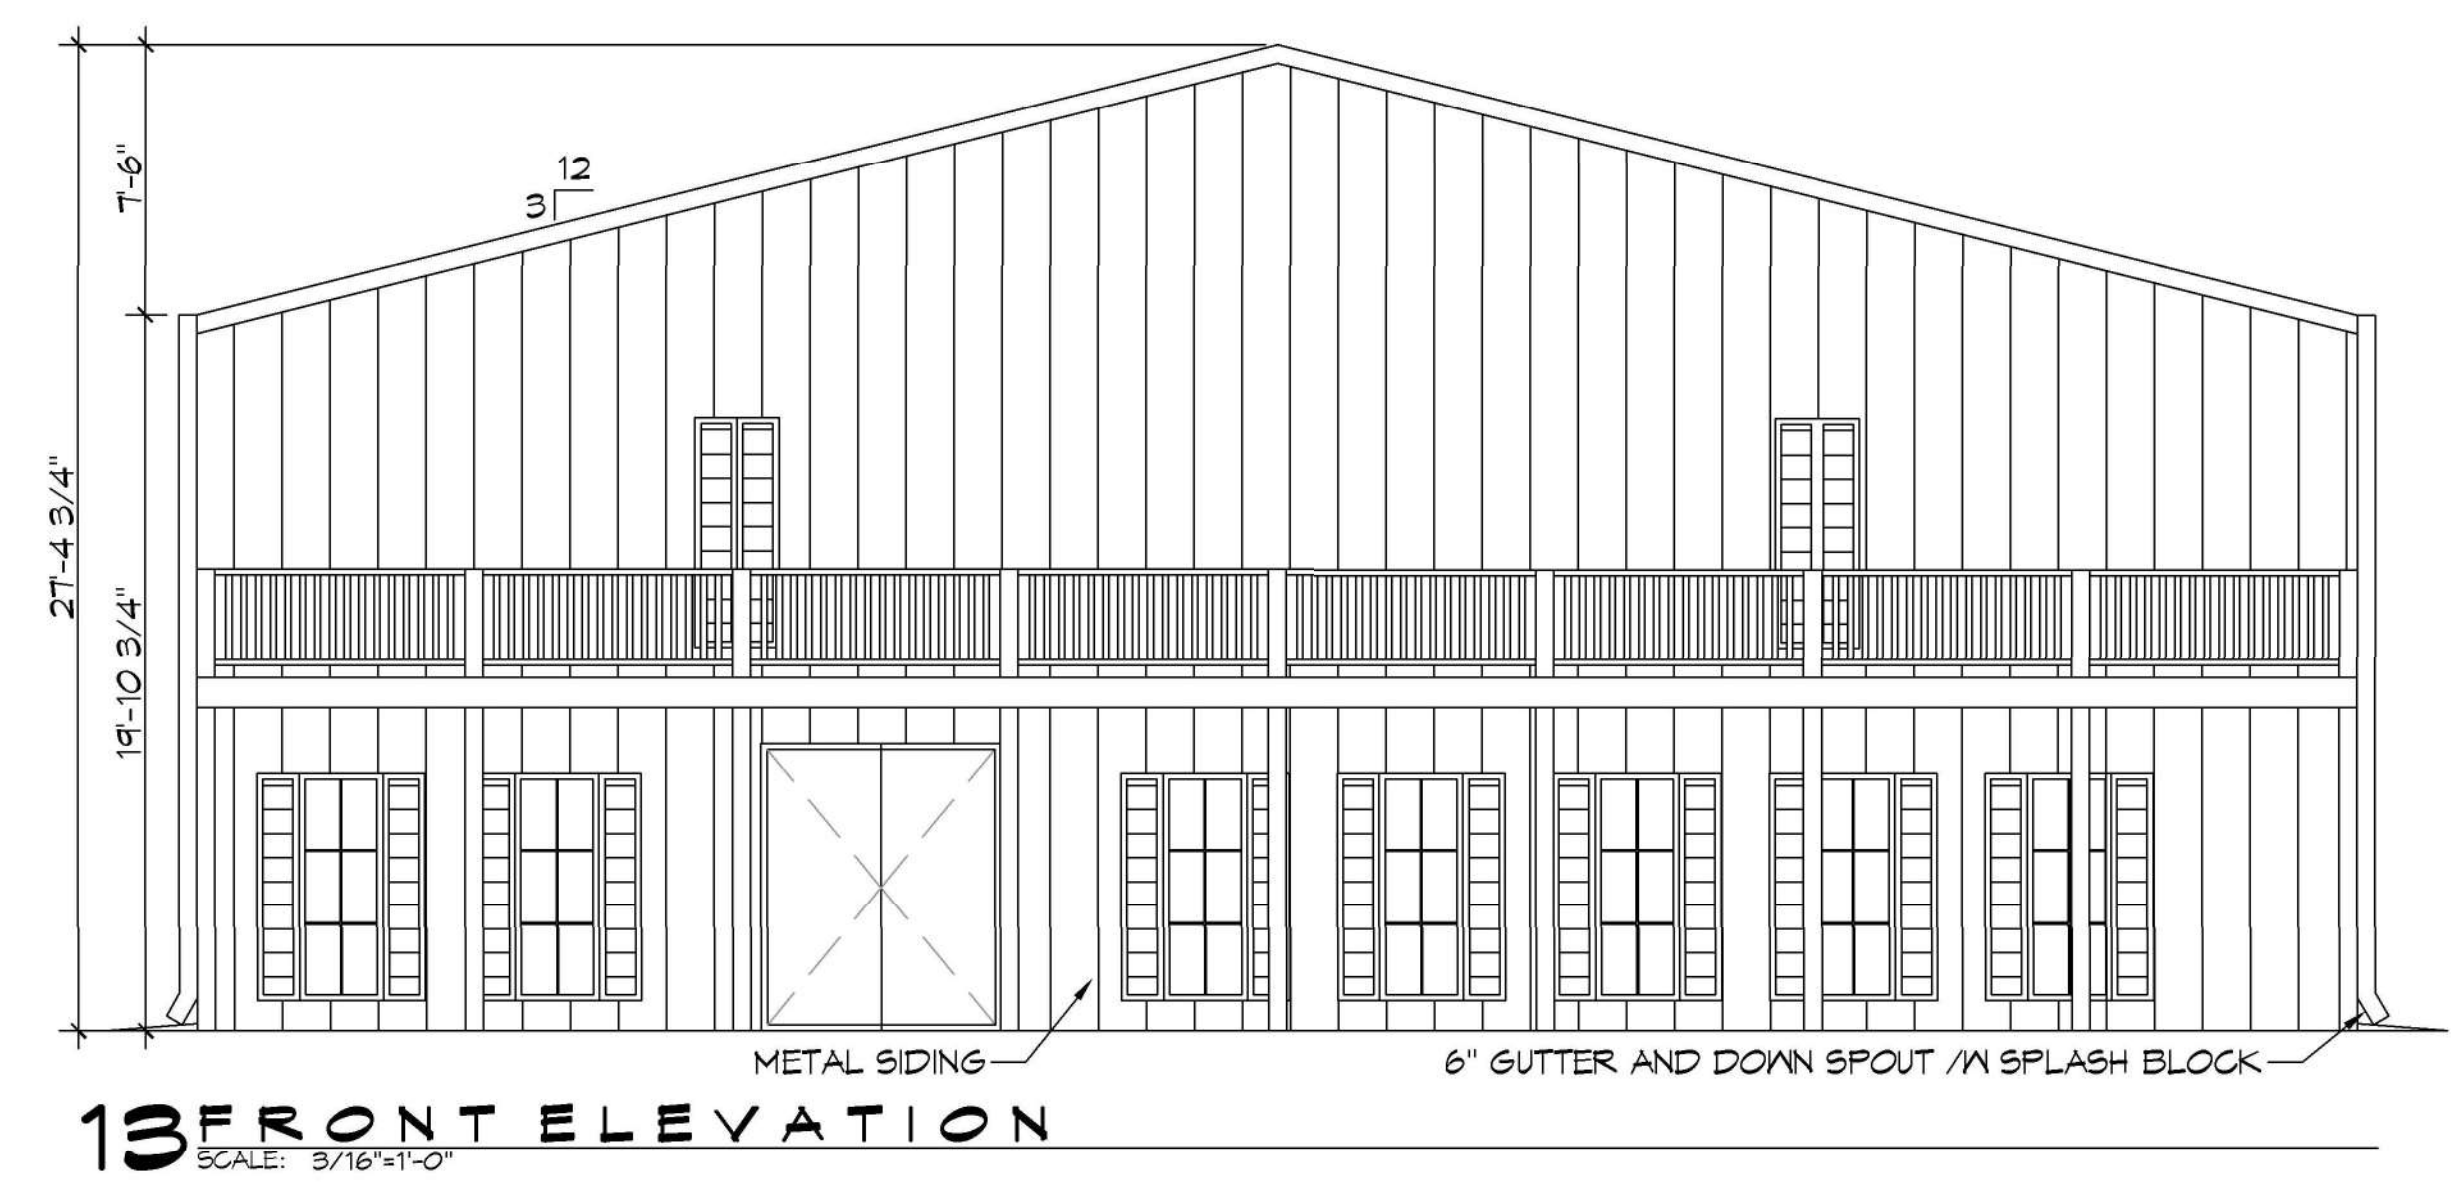 12
3
7'-6"
27'-4 3/4"
19'-10 3/4"
METAL SIDING
6" GUTTER AND DOWN SPOUT /W SPLASH BLOCK
13 FRONT ELEVATION
SCALE: 3/16"=1'-0"